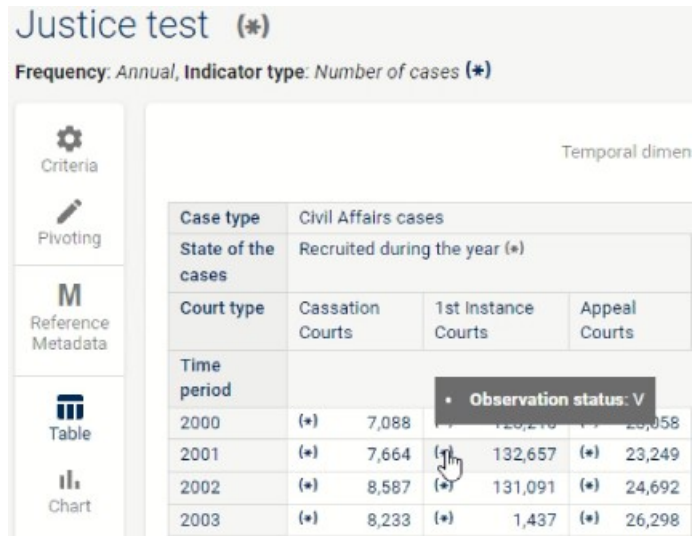 Justice test (*)
Frequency: Annual, Indicator type: Number of cases (*)
Criteria
Pivoting
M
Reference
Metadata
Table
Chart
Temporal dimen
Case type Civil Affairs cases
State of the cases Recruited during the year (*)
Court type Cassation Courts 1st Instance Courts Appeal Courts
Time period
• Observation status: V
2000 (*) 7,088
2001 (*) 7,664 (*) 132,657 (*) 23,249
2002 (*) 8,587 (*) 131,091 (*) 24,692
2003 (*) 8,233 (*) 1,437 (*) 26,298